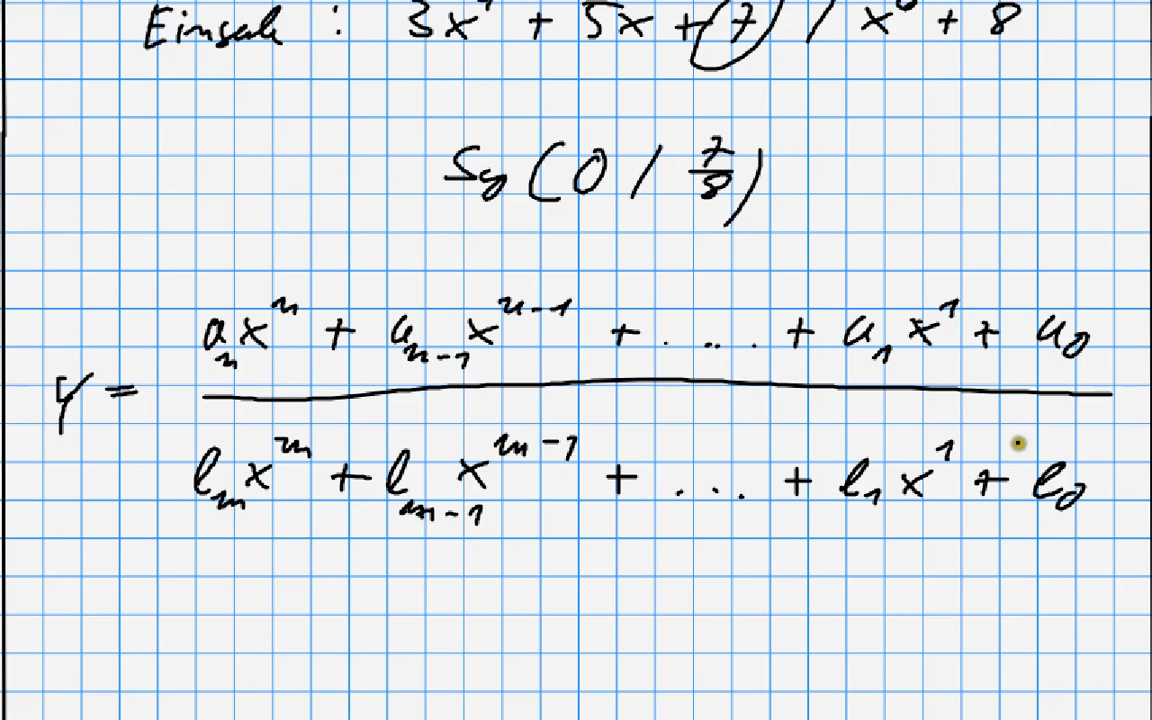 : 3x + 5x + 7 / x + 8
Sy ( 0 / 7/8 )
y = (aₙxⁿ + aₙ₋₁xⁿ⁻¹ + .... + a₁x¹ + a₀) / (bₘxᵐ + bₘ₋₁xᵐ⁻¹ + ... + b₁x¹ + b₀)